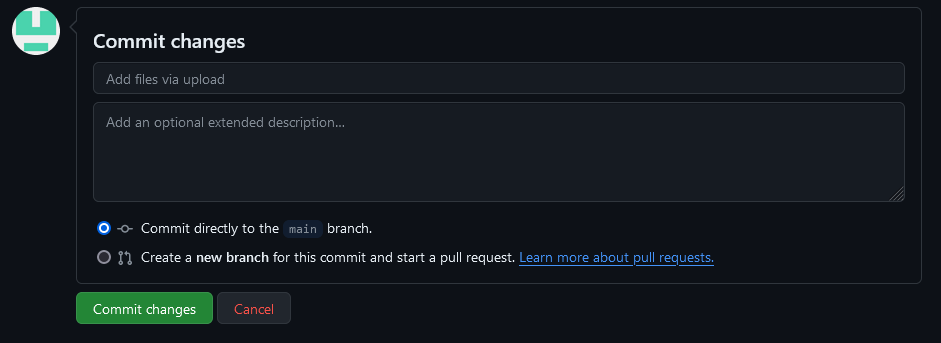 Commit changes
Add files via upload
Add an optional extended description...
Commit directly to the main branch.
Create a new branch for this commit and start a pull request. Learn more about pull requests.
Commit changes
Cancel